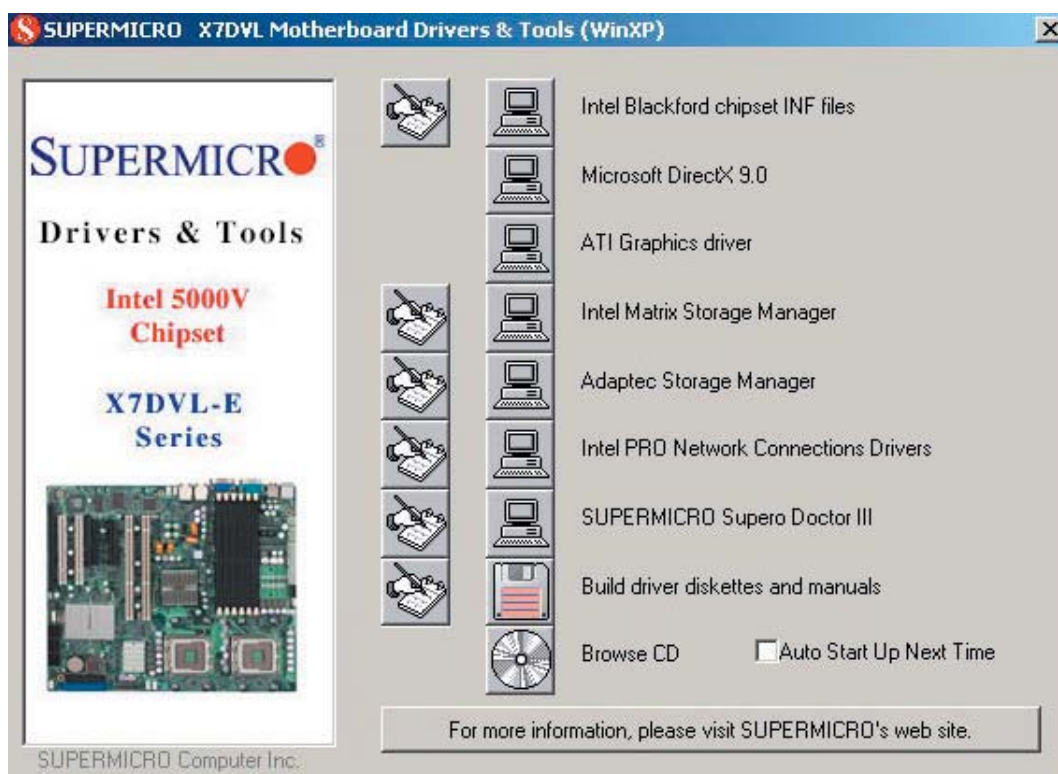 SUPERMICRO X7DVL Motherboard Drivers & Tools (WinXP)
SUPERMICRO®
Drivers & Tools
Intel 5000V
Chipset
X7DVL-E
Series
SUPERMICRO Computer Inc.
Intel Blackford chipset INF files
Microsoft DirectX 9.0
ATI Graphics driver
Intel Matrix Storage Manager
Adaptec Storage Manager
Intel PRO Network Connections Drivers
SUPERMICRO Supero Doctor III
Build driver diskettes and manuals
Browse CD
Auto Start Up Next Time
For more information, please visit SUPERMICRO's web site.